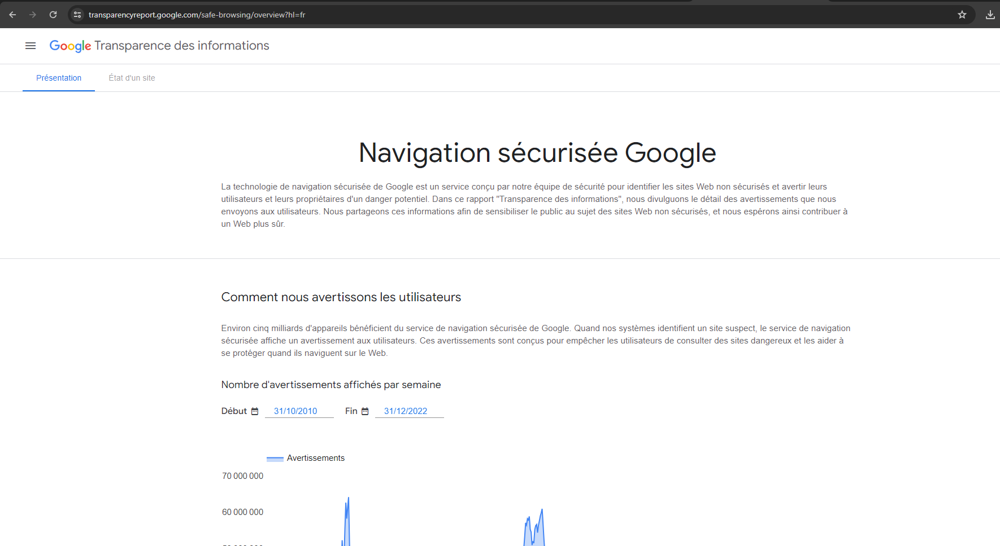 transparencyreport.google.com/safe-browsing/overview?hl=fr
Google Transparence des informations
Présentation
État d'un site
Navigation sécurisée Google
La technologie de navigation sécurisée de Google est un service conçu par notre équipe de sécurité pour identifier les sites Web non sécurisés et avertir leurs
utilisateurs et leurs propriétaires d'un danger potentiel. Dans ce rapport "Transparence des informations", nous divulguons le détail des avertissements que nous
envoyons aux utilisateurs. Nous partageons ces informations afin de sensibiliser le public au sujet des sites Web non sécurisés, et nous espérons ainsi contribuer à
un Web plus sûr.
Comment nous avertissons les utilisateurs
Environ cinq milliards d'appareils bénéficient du service de navigation sécurisée de Google. Quand nos systèmes identifient un site suspect, le service de navigation
sécurisée affiche un avertissement aux utilisateurs. Ces avertissements sont conçus pour empêcher les utilisateurs de consulter des sites dangereux et les aider à
se protéger quand ils naviguent sur le Web.
Nombre d'avertissements affichés par semaine
Début 31/10/2010 Fin 31/12/2022
Avertissements
70 000 000
60 000 000